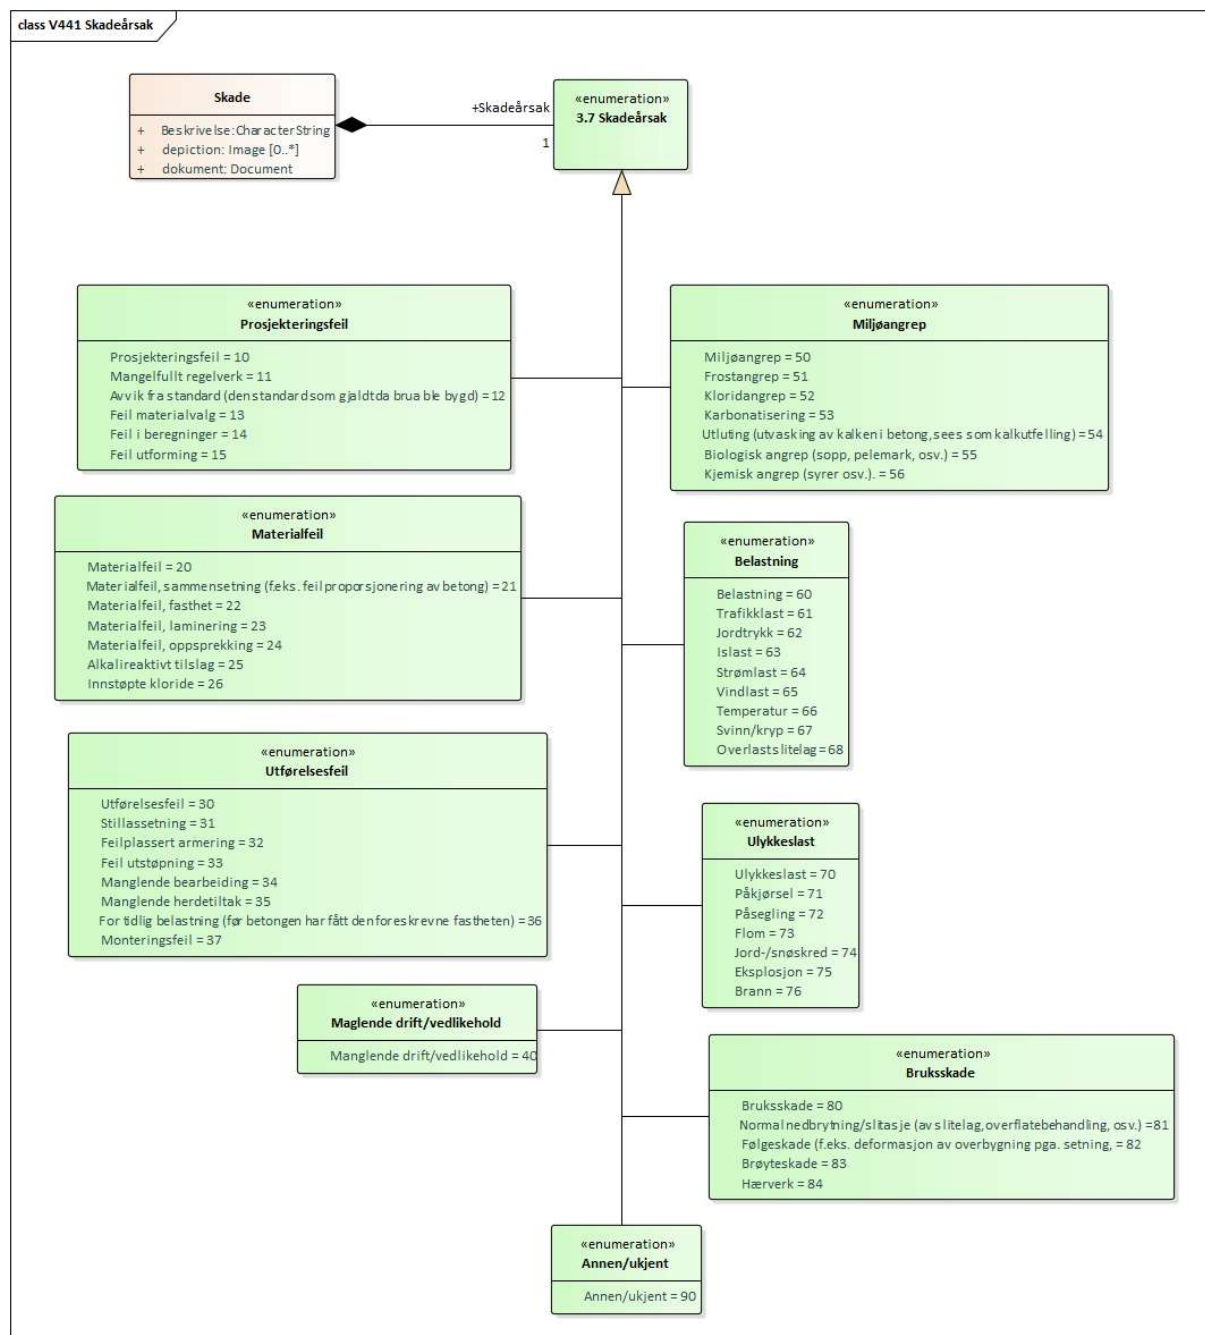 class V441 Skadeårsak
Skade
+ Beskrivelse:CharacterString
+ depiction: Image [0..*]
+ dokument: Document
+Skadeårsak
1
«enumeration»
3.7 Skadeårsak
«enumeration»
Prosjekteringsfeil
Prosjekteringsfeil = 10
Mangelfullt regelverk = 11
Avvik fra standard (den standard som gjaldt da brua ble bygd) = 12
Feil materialvalg = 13
Feil i beregninger = 14
Feil utforming = 15
«enumeration»
Miljøangrep
Miljøangrep = 50
Frostangrep = 51
Kloridangrep = 52
Karbonatisering = 53
Utluting (utvasking av kalken i betong, sees som kalkutfelling) = 54
Biologisk angrep (sopp, pelemark, osv.) = 55
Kjemisk angrep (syrer osv.). = 56
«enumeration»
Materialfeil
Materialfeil = 20
Materialfeil, sammensetning (f.eks. feil proporsjonering av betong) = 21
Materialfeil, fasthet = 22
Materialfeil, laminering = 23
Materialfeil, oppsprekking = 24
Alkalireaktivt tilslag = 25
Innstøpte kloride = 26
«enumeration»
Belastning
Belastning = 60
Trafikklast = 61
Jordtrykk = 62
Islast = 63
Strømlast = 64
Vindlast = 65
Temperatur = 66
Svinn/kryp = 67
Overlast slitelag = 68
«enumeration»
Utførelsesfeil
Utførelsesfeil = 30
Stillassetning = 31
Feilplassert armering = 32
Feil utstøpning = 33
Manglende bearbeiding = 34
Manglende herdetiltak = 35
For tidlig belastning (før betongen har fått den foreskrevne fastheten) = 36
Monteringsfeil = 37
«enumeration»
Ulykkeslast
Ulykkeslast = 70
Påkjørsel = 71
Påsegling = 72
Flom = 73
Jord-/snøskred = 74
Eksplosjon = 75
Brann = 76
«enumeration»
Maglende drift/vedlikehold
Manglende drift/vedlikehold = 40
«enumeration»
Bruksskade
Bruksskade = 80
Normal nedbrytning/slitasje (av slitelag, overflatebehandling, osv.) =81
Følgeskade (f.eks. deformasjon av overbygning pga. setning, = 82
Brøyteskade = 83
Hærverk = 84
«enumeration»
Annen/ukjent
Annen/ukjent = 90